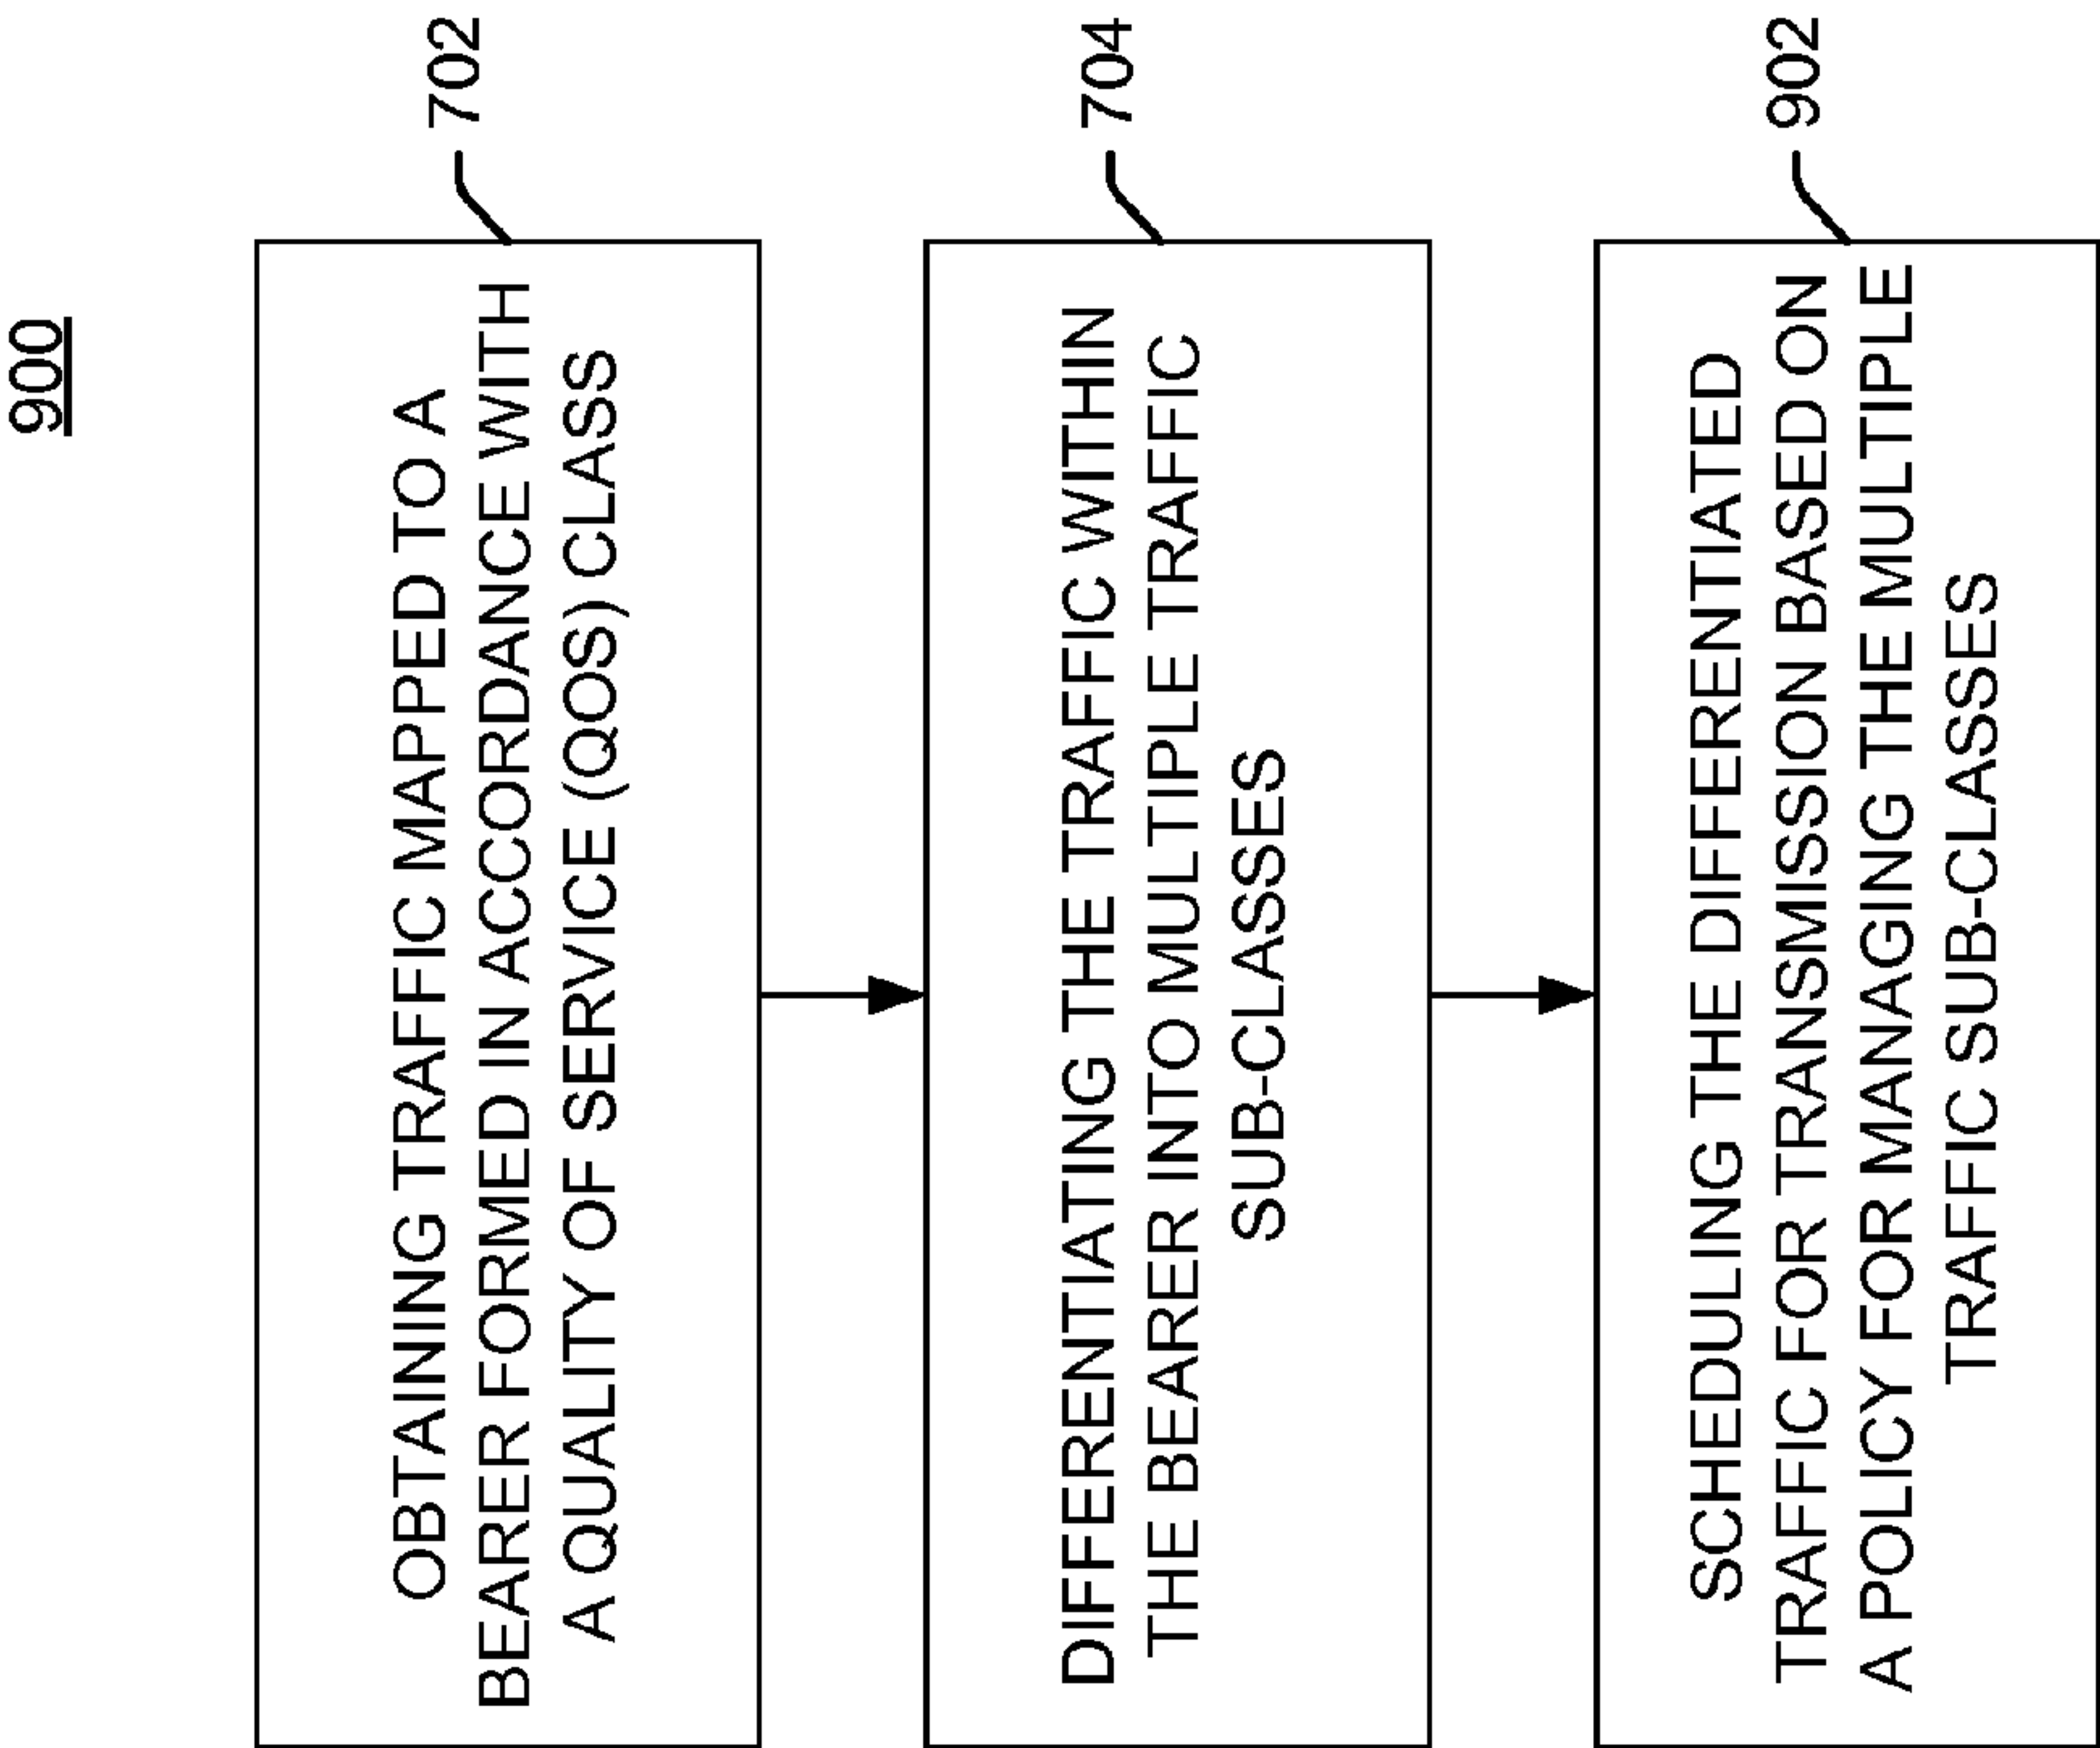 900
OBTAINING TRAFFIC MAPPED TO A
BEARER FORMED IN ACCORDANCE WITH
A QUALITY OF SERVICE (QOS) CLASS
702
DIFFERENTIATING THE TRAFFIC WITHIN
THE BEARER INTO MULTIPLE TRAFFIC
SUB-CLASSES
704
SCHEDULING THE DIFFERENTIATED
TRAFFIC FOR TRANSMISSION BASED ON
A POLICY FOR MANAGING THE MULTIPLE
TRAFFIC SUB-CLASSES
902